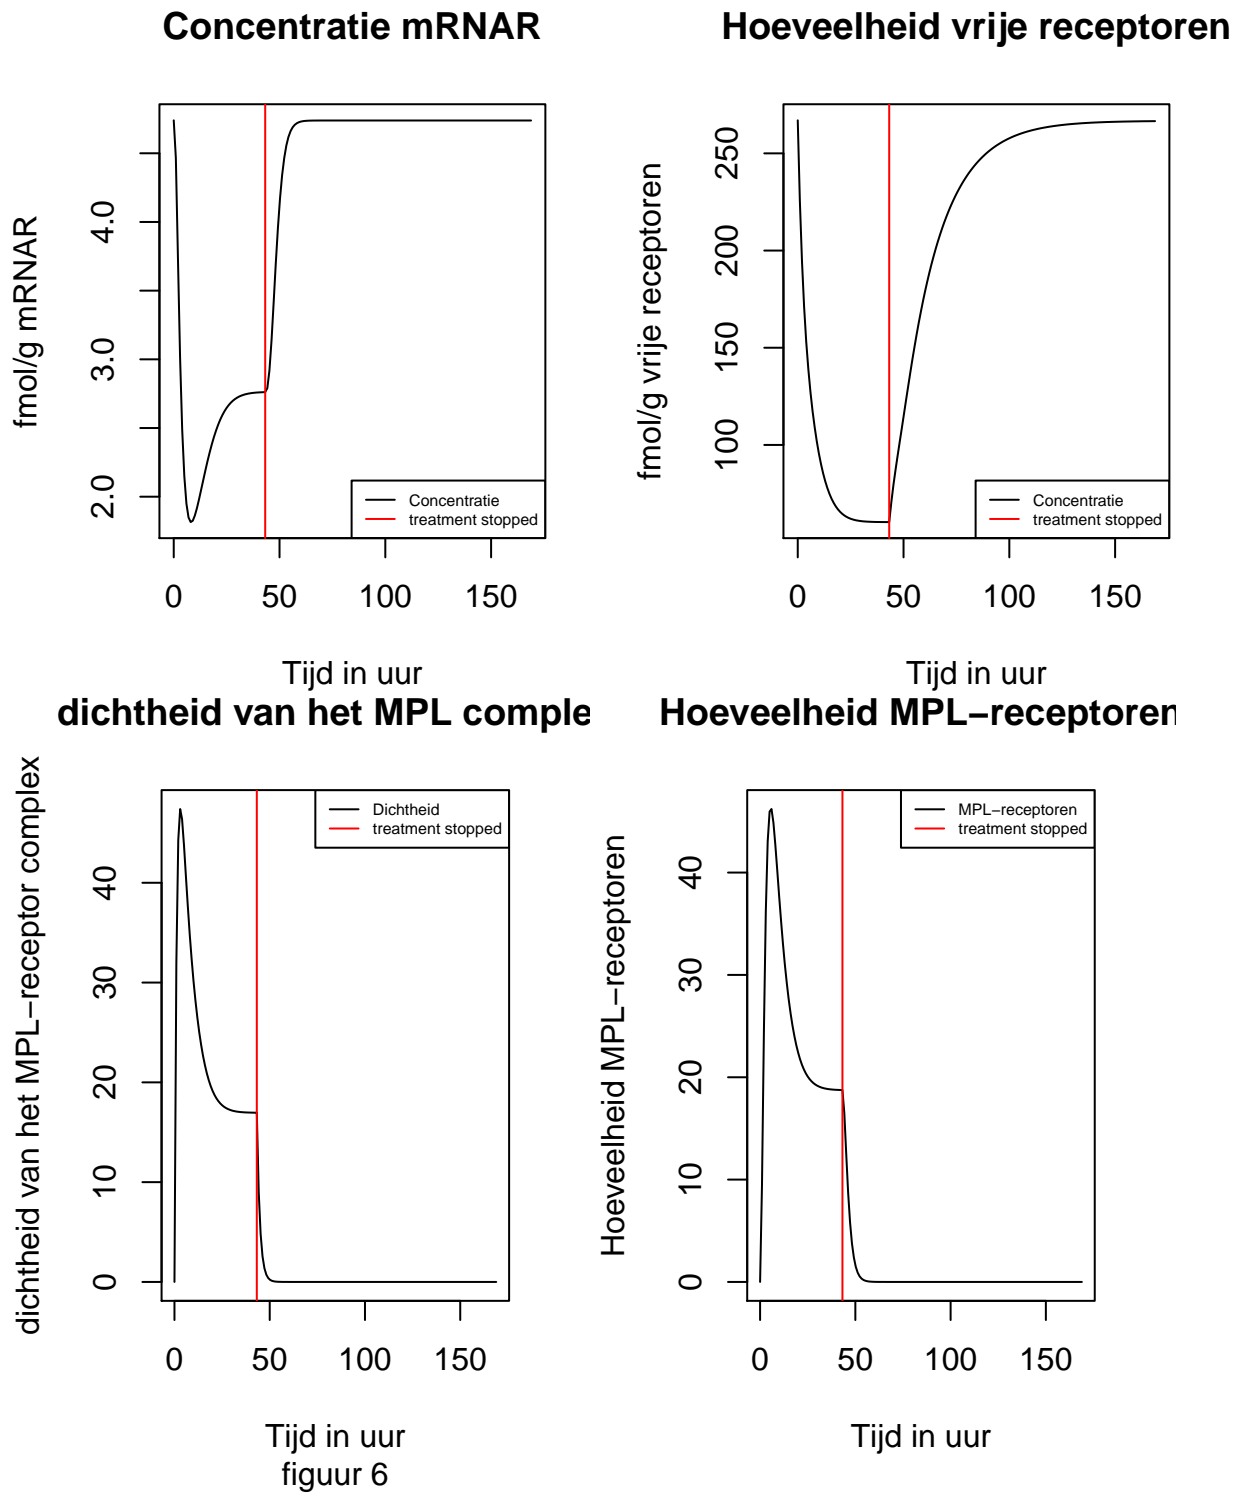 Concentratie mRNAR
fmol/g mRNAR
4.0
3.0
2.0
Concentratie
treatment stopped
0 50 100 150
Tijd in uur
Hoeveelheid vrije receptoren
fmol/g vrije receptoren
250
200
150
100
Concentratie
treatment stopped
0 50 100 150
Tijd in uur
dichtheid van het MPL comple
dichtheid van het MPL−receptor complex
40
30
20
10
0
Dichtheid
treatment stopped
0 50 100 150
Tijd in uur
figuur 6
Hoeveelheid MPL−receptoren
Hoeveelheid MPL−receptoren
40
30
20
10
0
MPL−receptoren
treatment stopped
0 50 100 150
Tijd in uur